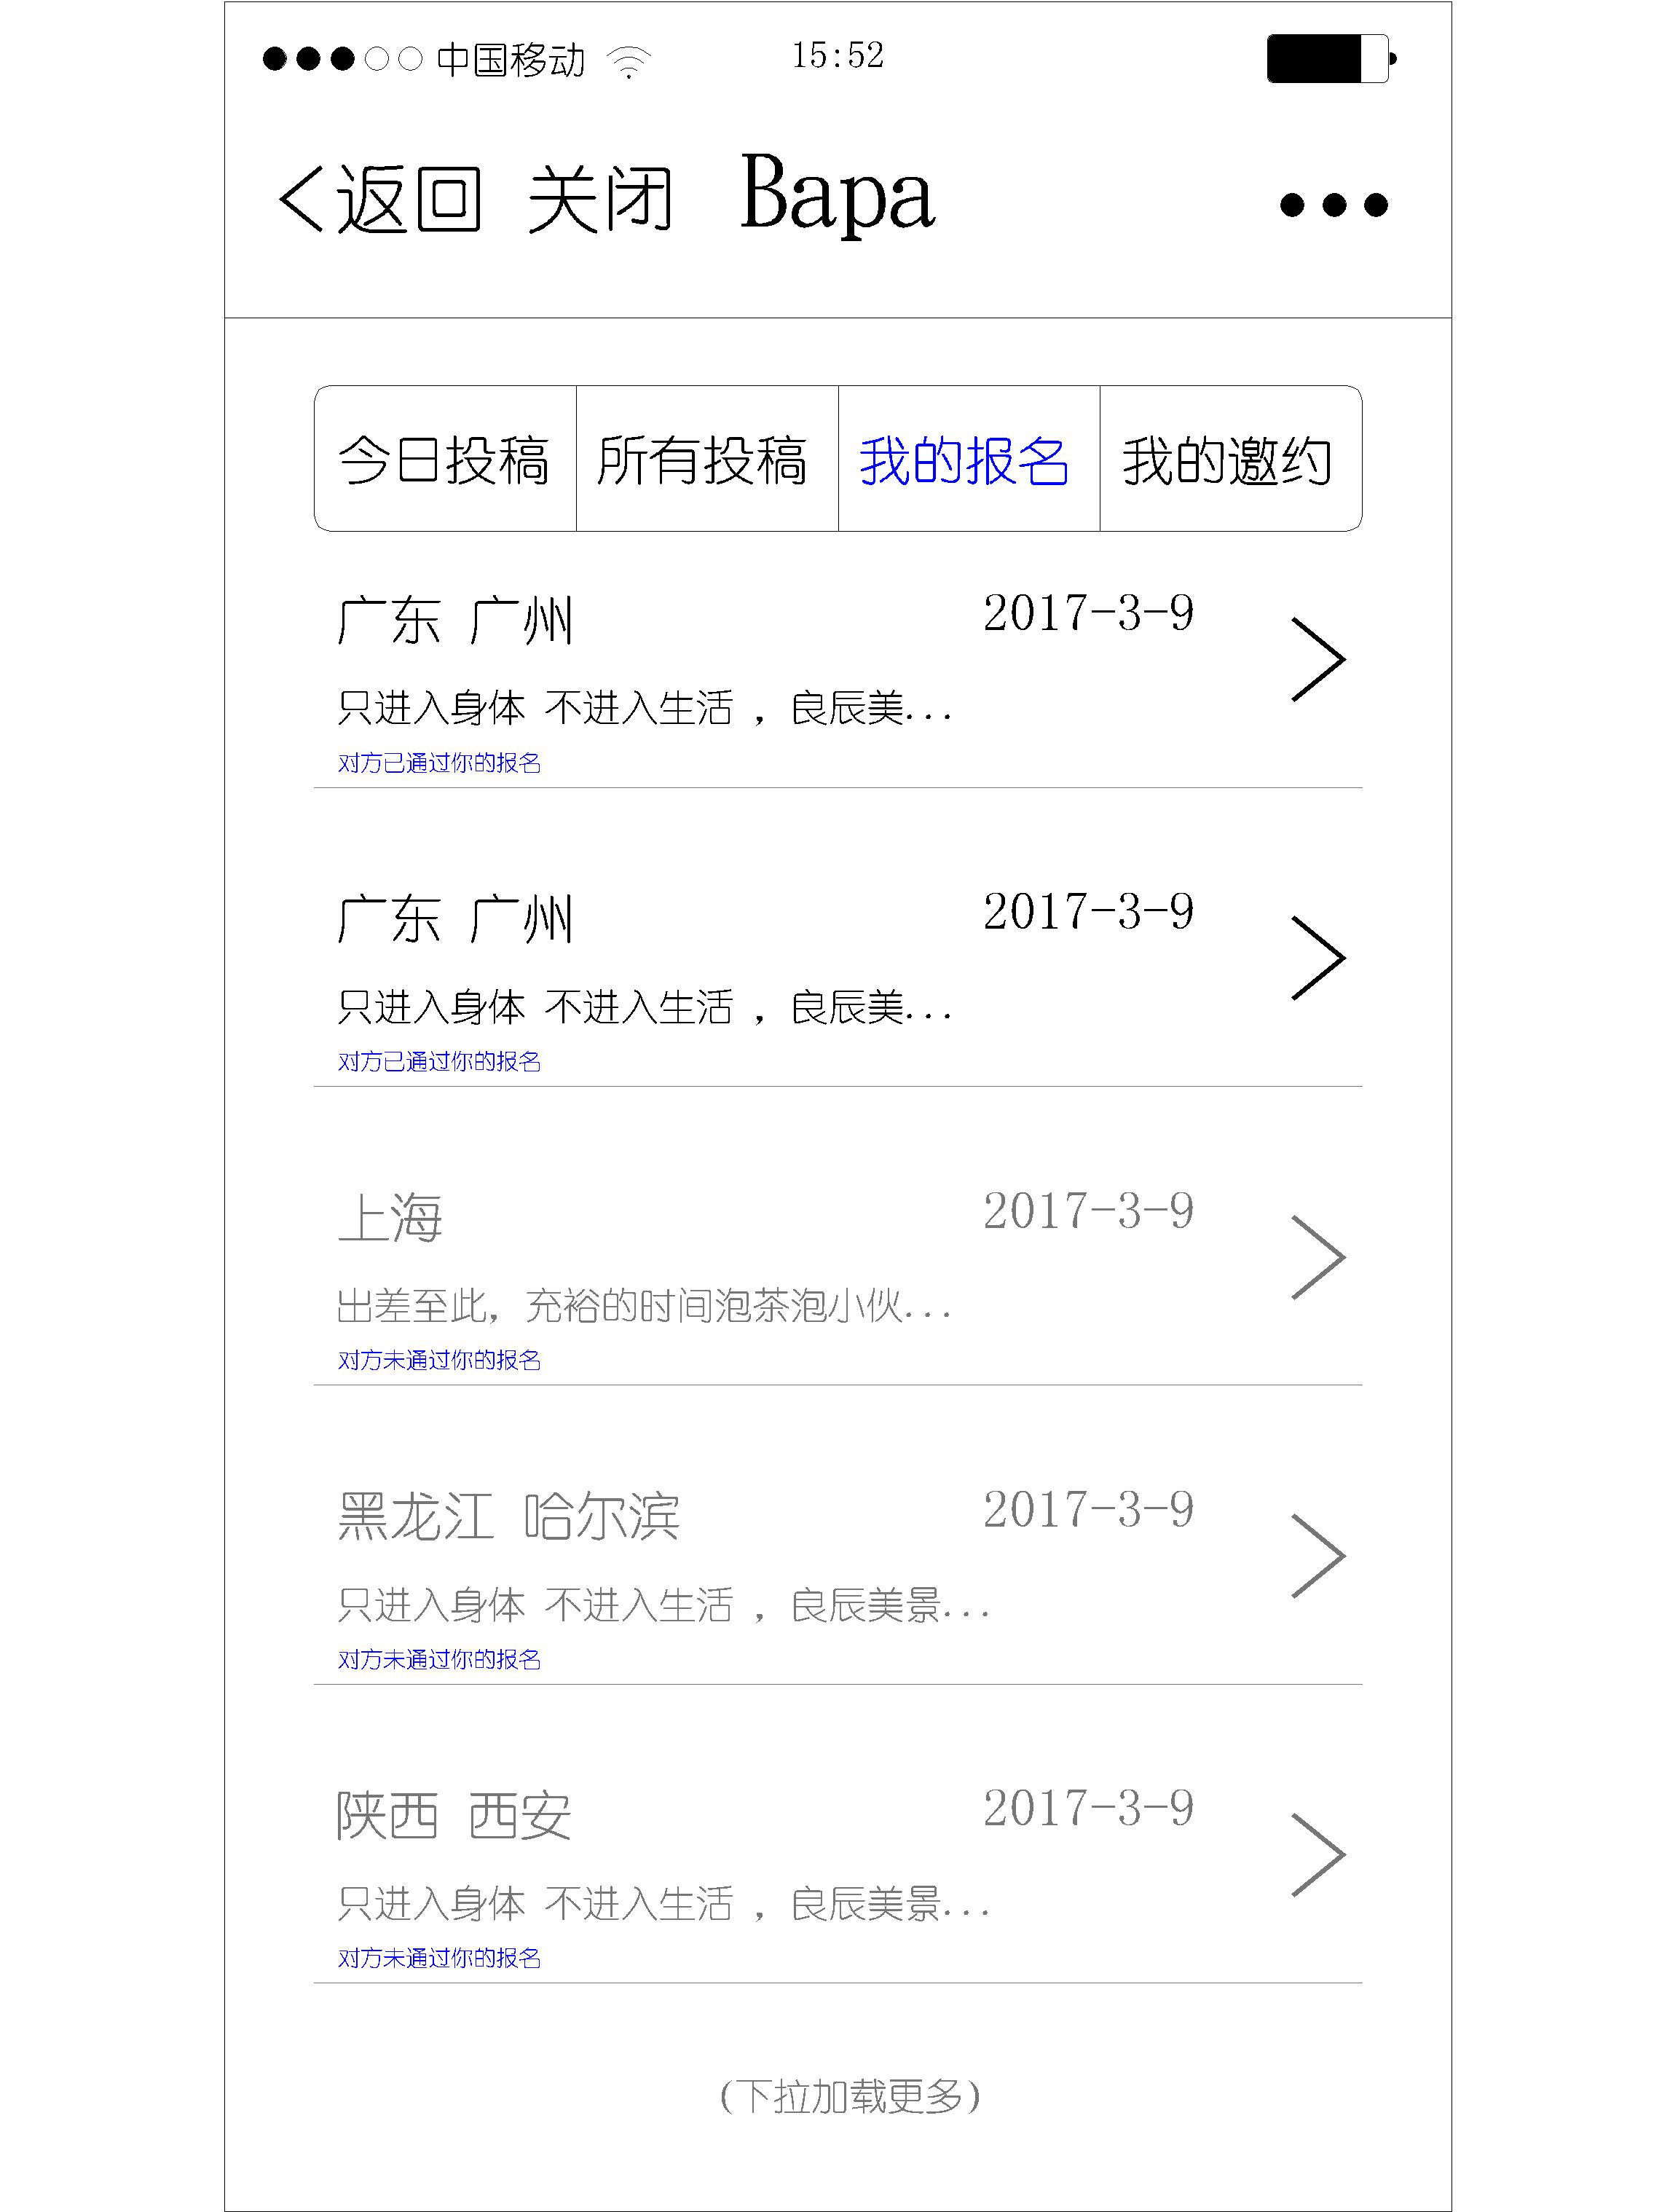 中国移动 15:52
返回 关闭 Bapa
今日投稿 所有投稿 我的报名 我的邀约
广东 广州 2017-3-9
只进入身体 不进入生活 ，良辰美...
对方已通过你的报名
广东 广州 2017-3-9
只进入身体 不进入生活 ，良辰美...
对方已通过你的报名
上海 2017-3-9
出差至此，充裕的时间泡茶泡小伙...
对方未通过你的报名
黑龙江 哈尔滨 2017-3-9
只进入身体 不进入生活 ，良辰美景...
对方未通过你的报名
陕西 西安 2017-3-9
只进入身体 不进入生活 ，良辰美景...
对方未通过你的报名
(下拉加载更多)